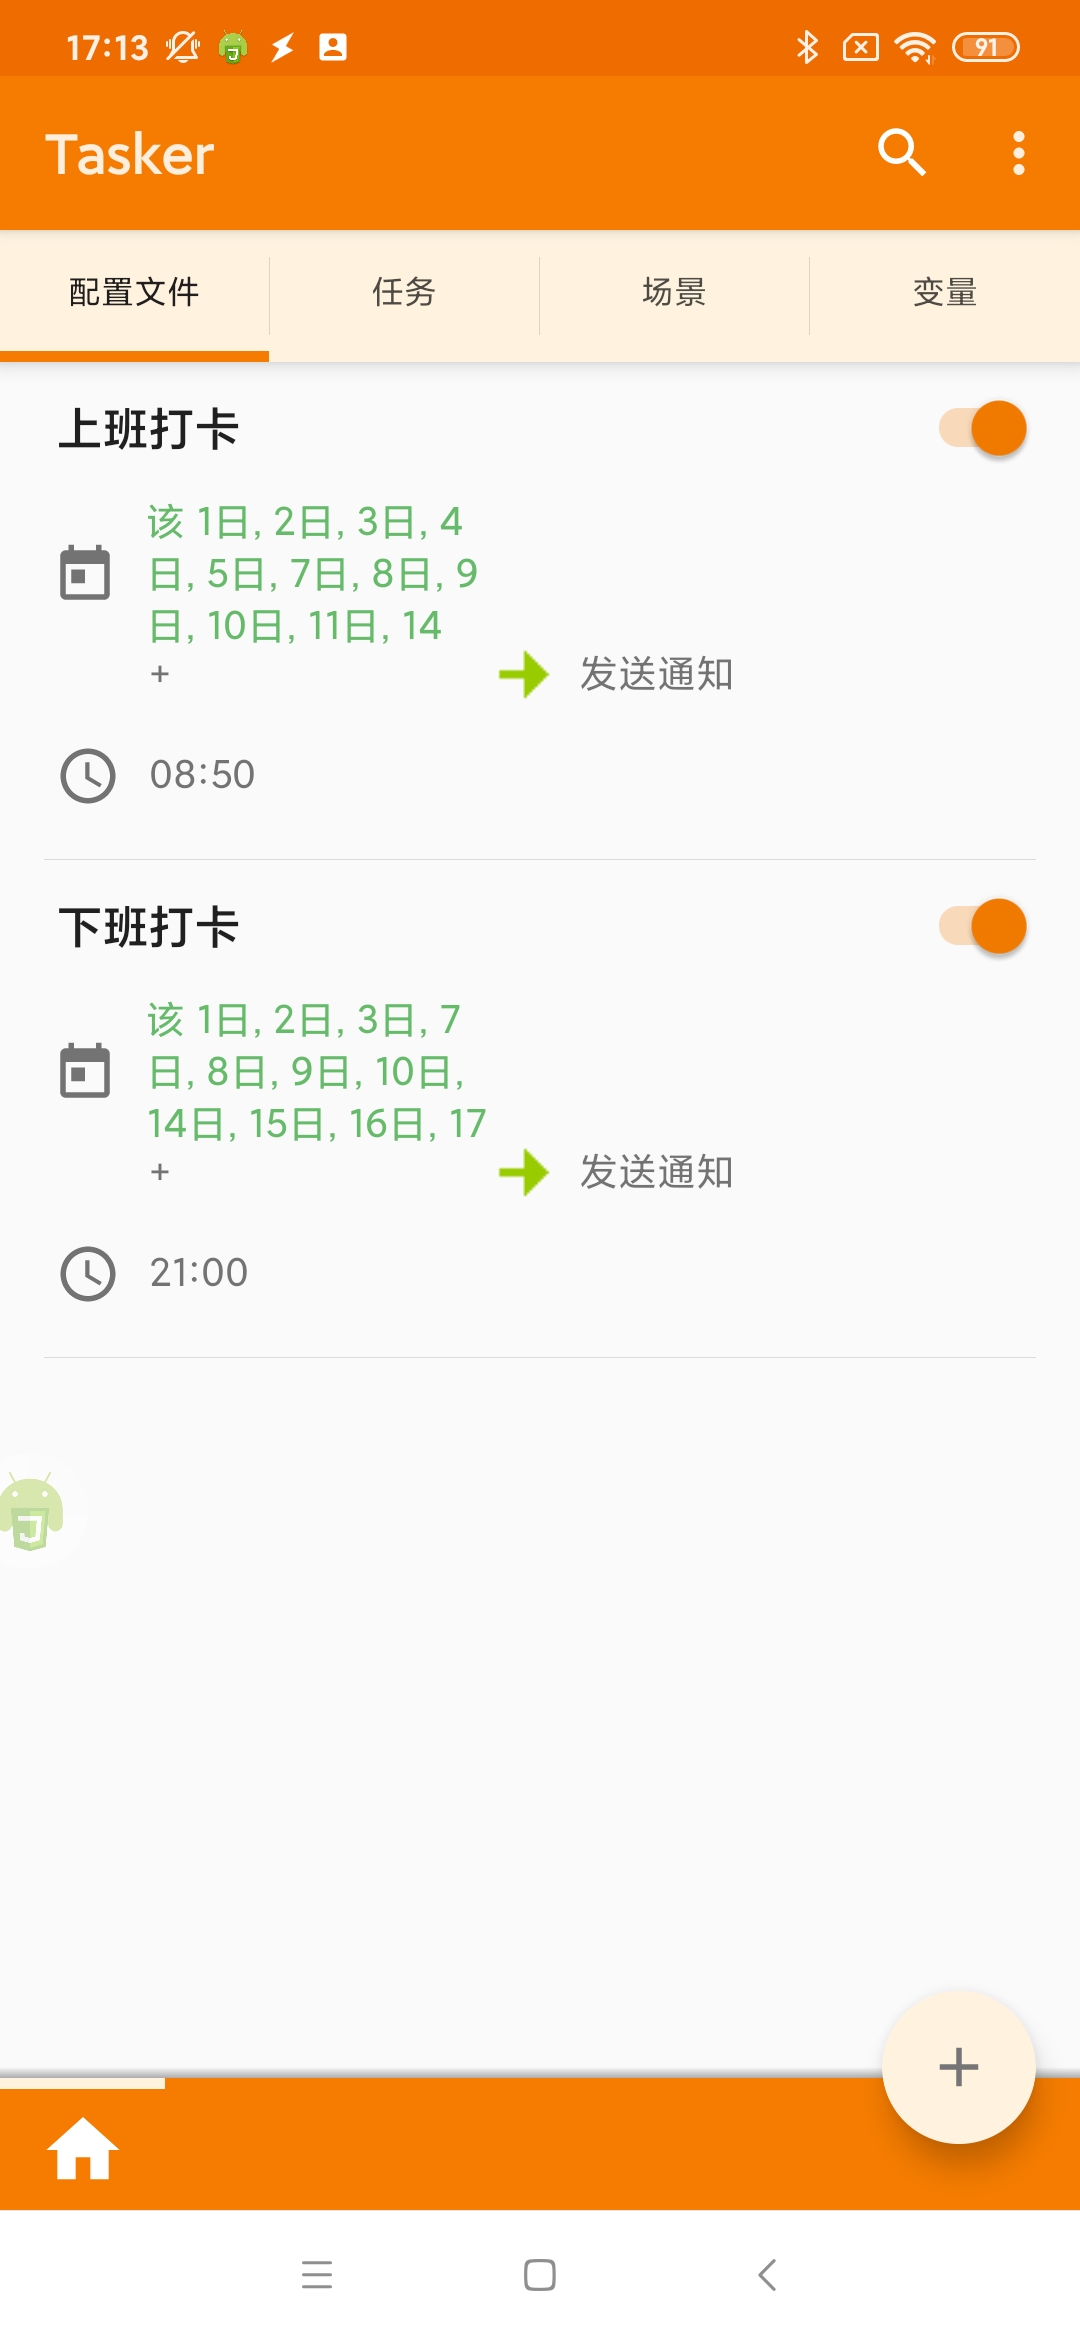 17:13
91
Tasker
配置文件
任务
场景
变量
上班打卡
该 1日, 2日, 3日, 4
日, 5日, 7日, 8日, 9
日, 10日, 11日, 14
+
发送通知
08:50
下班打卡
该 1日, 2日, 3日, 7
日, 8日, 9日, 10日,
14日, 15日, 16日, 17
+
发送通知
21:00